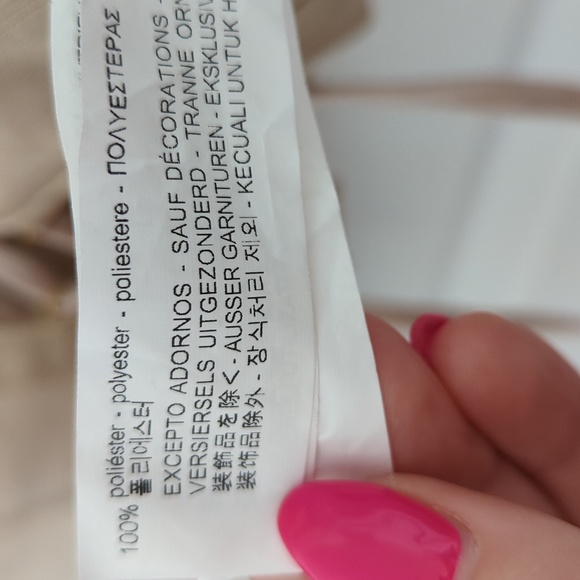 100% poliéster - polyester - poliestere - ΠΟΛΥΕΣΤΕΡΑΣ
폴리에스터
EXCEPTO ADORNOS - SAUF DÉCORATIONS -
VERSIERSELS UITGEZONDERD - TRANNE ORN
装飾品を除く - AUSSER GARNITUREN - EKSKLUSIV
装饰品除外 - 장식처리 제외 - KECUALI UNTUK H